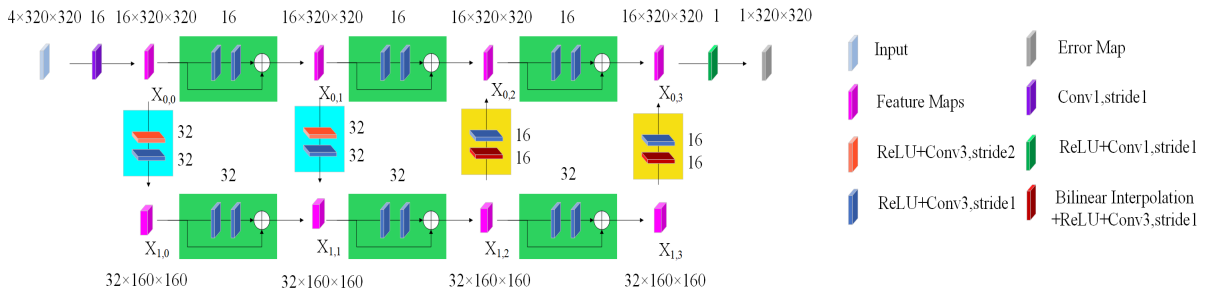 4×320×320 16 16×320×320 16 16×320×320 16 16×320×320 16 16×320×320 1 1×320×320
X0,0 X0,1 X0,2 X0,3
32 32 16 16
32 32 16 16
32 32 32
X1,0 X1,1 X1,2 X1,3
32×160×160 32×160×160 32×160×160 32×160×160
Input
Feature Maps
ReLU+Conv3,stride2
ReLU+Conv3,stride1
Error Map
Conv1,stride1
ReLU+Conv1,stride1
Bilinear Interpolation
+ReLU+Conv3,stride1